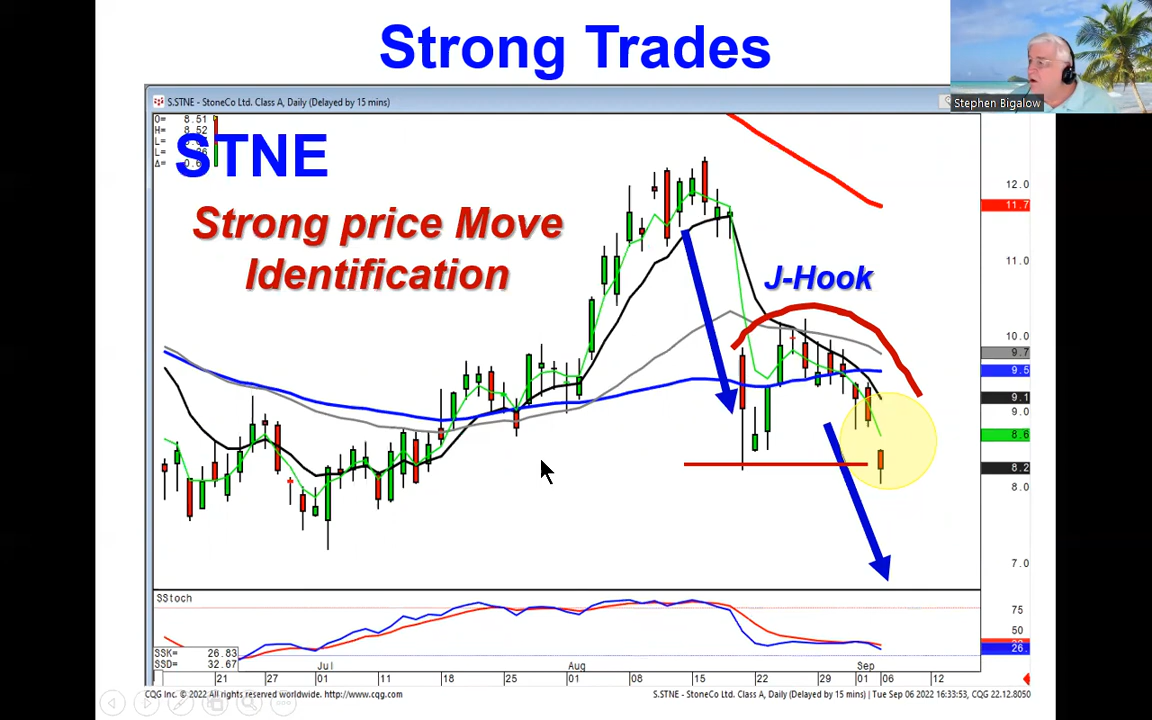 Strong Trades
Stephen Bigalow
S.STNE - StoneCo Ltd. Class A, Daily (Delayed by 15 mins)
O= 8.51
H= 8.52
STNE
Strong price Move
Identification
J-Hook
12.0
11.7
11.0
10.0
9.7
9.5
9.1
9.0
8.6
8.2
8.0
7.0
SStoch
75
50
26.
SSK= 26.83
SSD= 32.67
Jul Aug Sep
21 27 01 11 18 25 01 08 15 22 29 01 06 12
CQG © 2022 All rights reserved worldwide. http://www.cqg.com
S.STNE - StoneCo Ltd. Class A, Daily (Delayed by 15 mins) | Tue Sep 06 2022 16:33:53, CQG 22.12.8050